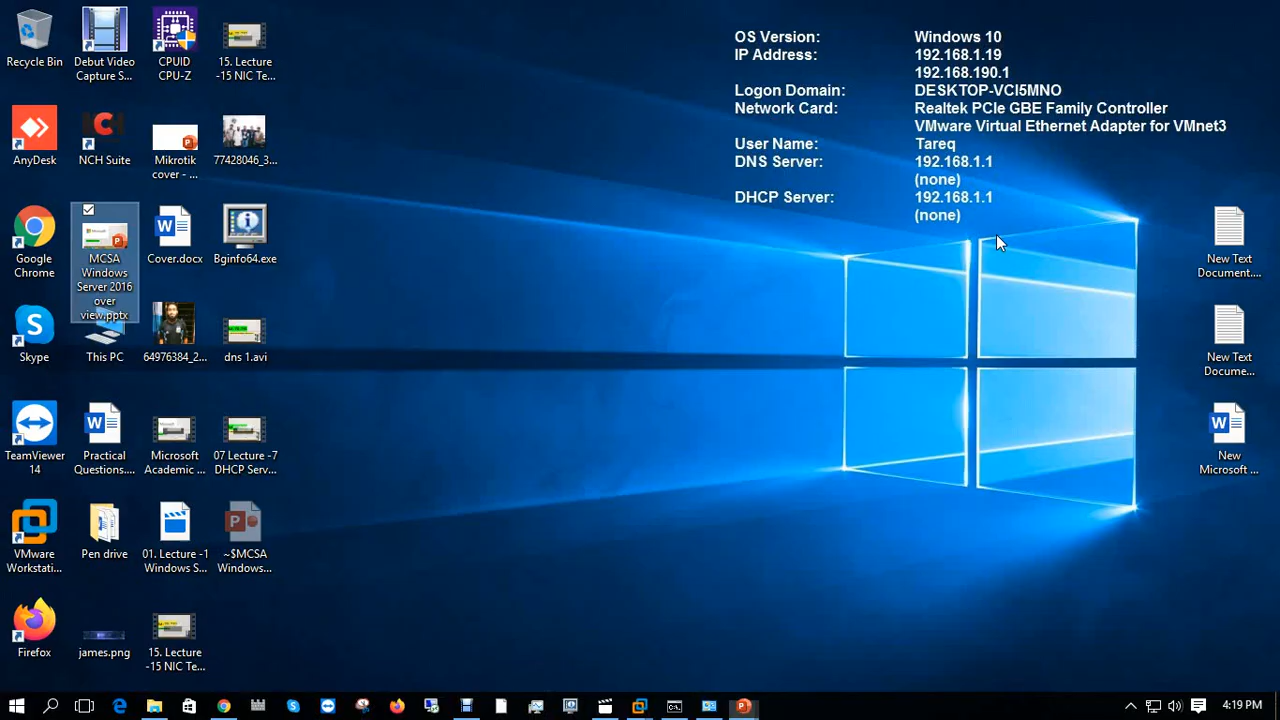 OS Version: Windows 10
IP Address: 192.168.1.19
192.168.190.1
Logon Domain: DESKTOP-VCI5MNO
Network Card: Realtek PCIe GBE Family Controller
VMware Virtual Ethernet Adapter for VMnet3
User Name: Tareq
DNS Server: 192.168.1.1
(none)
DHCP Server: 192.168.1.1
(none)
Recycle Bin
Debut Video
Capture S...
CPUID
CPU-Z
15. Lecture
-15 NIC Te...
AnyDesk
NCH Suite
Mikrotik
cover - ...
77428046_3...
Google
Chrome
MCSA
Windows
Server 2016
over
view.pptx
Cover.docx
Bginfo64.exe
Skype
This PC
64976384_2...
dns 1.avi
TeamViewer
14
Practical
Questions....
Microsoft
Academic ...
07 Lecture -7
DHCP Serv...
VMware
Workstati...
Pen drive
01. Lecture -1
Windows S...
~$MCSA
Windows...
Firefox
james.png
15. Lecture
-15 NIC Te...
New Text
Document....
New Text
Docume...
New
Microsoft ...
4:19 PM